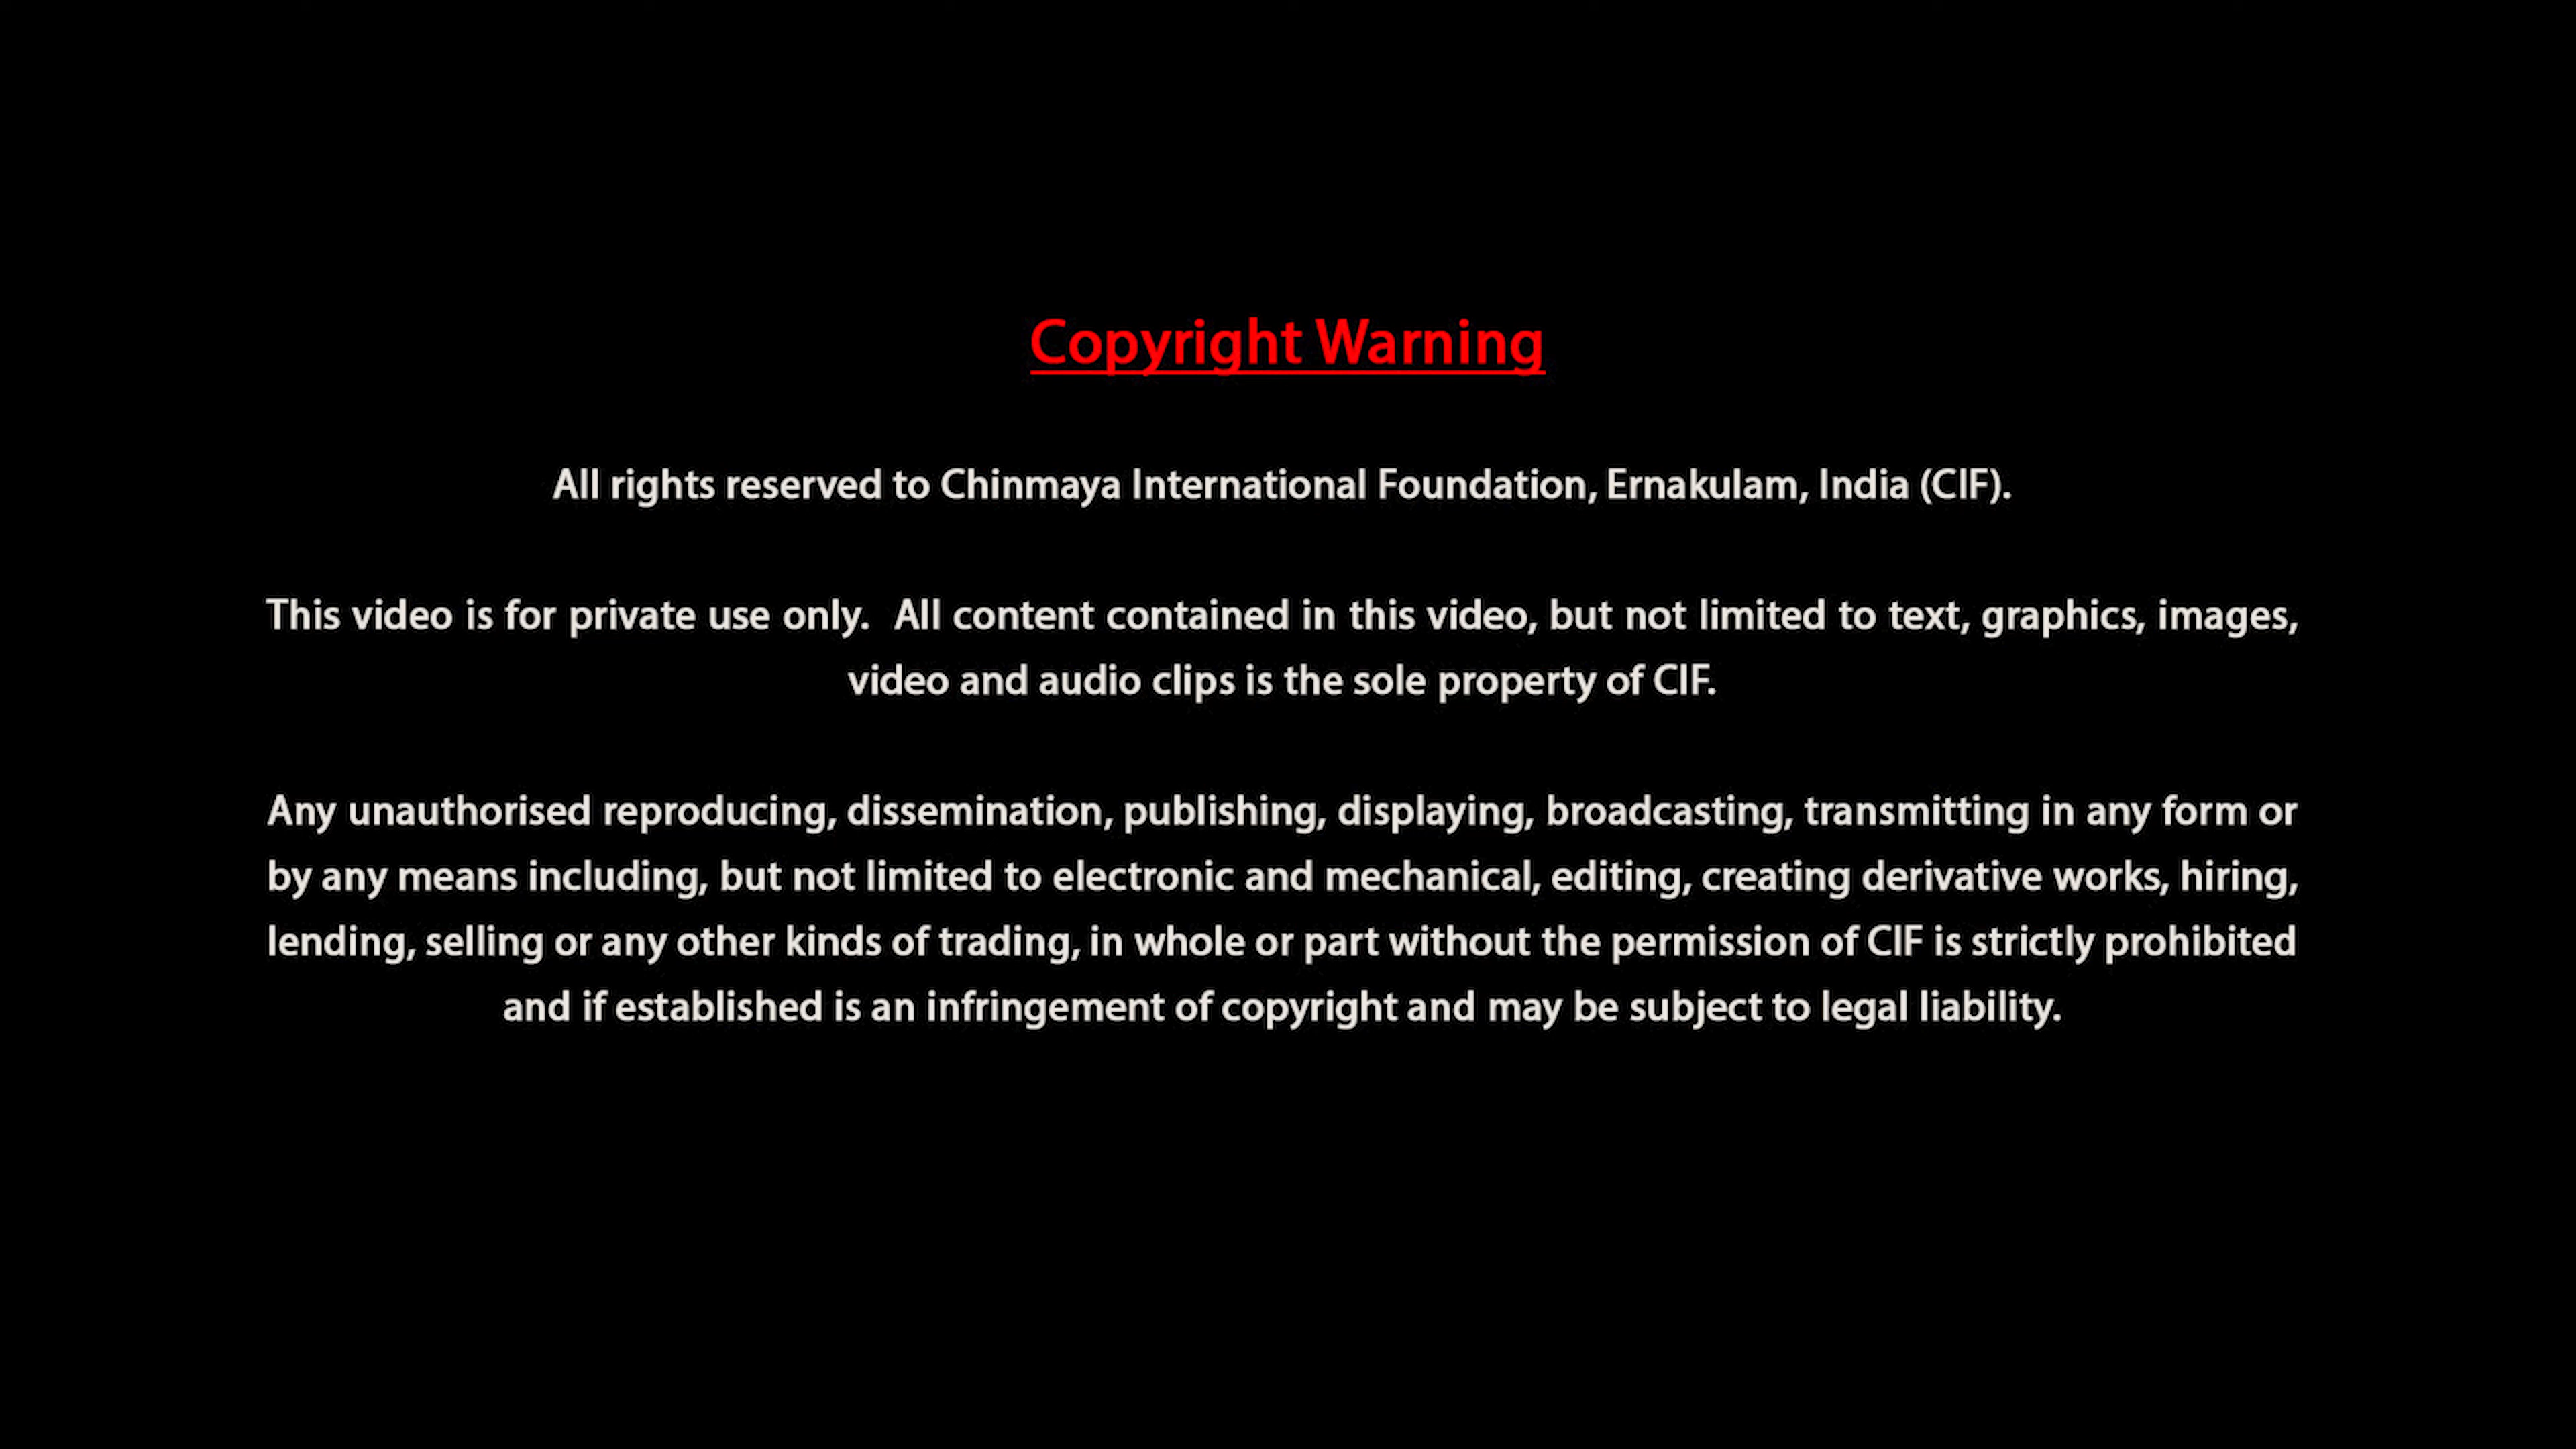 Copyright Warning
All rights reserved to Chinmaya International Foundation, Ernakulam, India (CIF).
This video is for private use only.  All content contained in this video, but not limited to text, graphics, images,
video and audio clips is the sole property of CIF.
Any unauthorised reproducing, dissemination, publishing, displaying, broadcasting, transmitting in any form or
by any means including, but not limited to electronic and mechanical, editing, creating derivative works, hiring,
lending, selling or any other kinds of trading, in whole or part without the permission of CIF is strictly prohibited
and if established is an infringement of copyright and may be subject to legal liability.